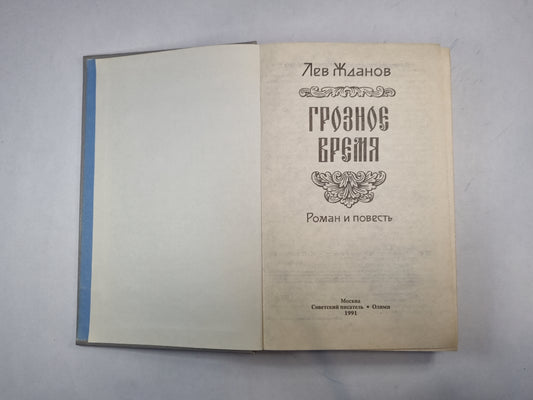 Лев Жданов
ГРОЗНОЕ
ВРЕМЯ
Роман и повесть
Москва
Советский писатель • Олимп
1991